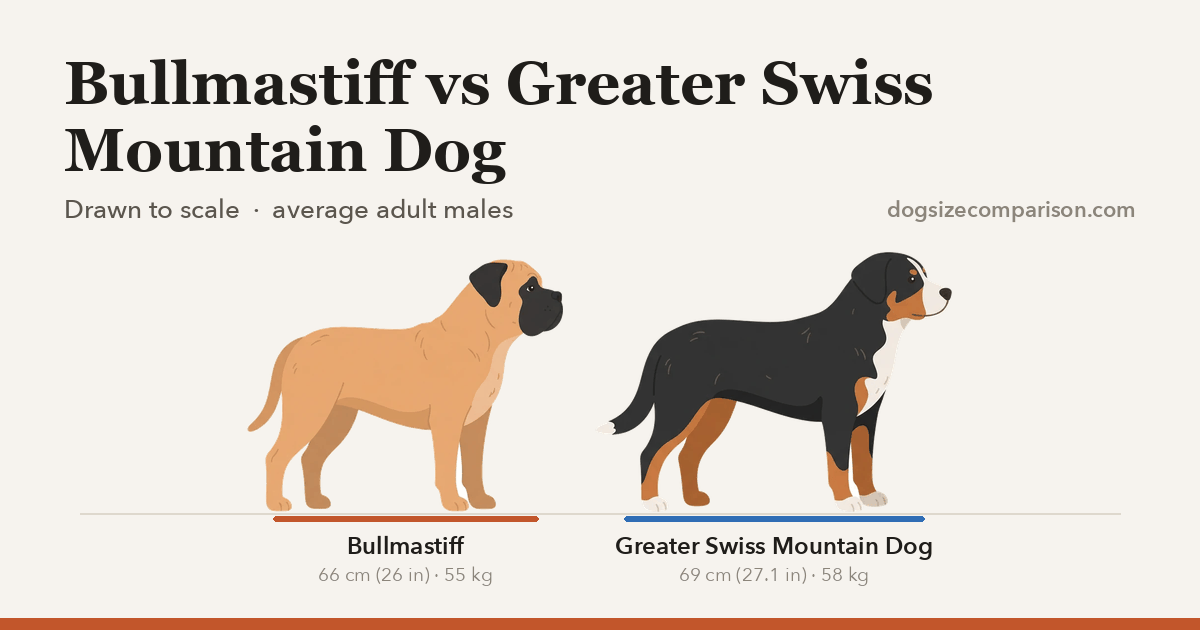 Bullmastiff vs Greater Swiss
Mountain Dog
Drawn to scale · average adult males
dogsizecomparison.com
Bullmastiff
66 cm (26 in) · 55 kg
Greater Swiss Mountain Dog
69 cm (27.1 in) · 58 kg